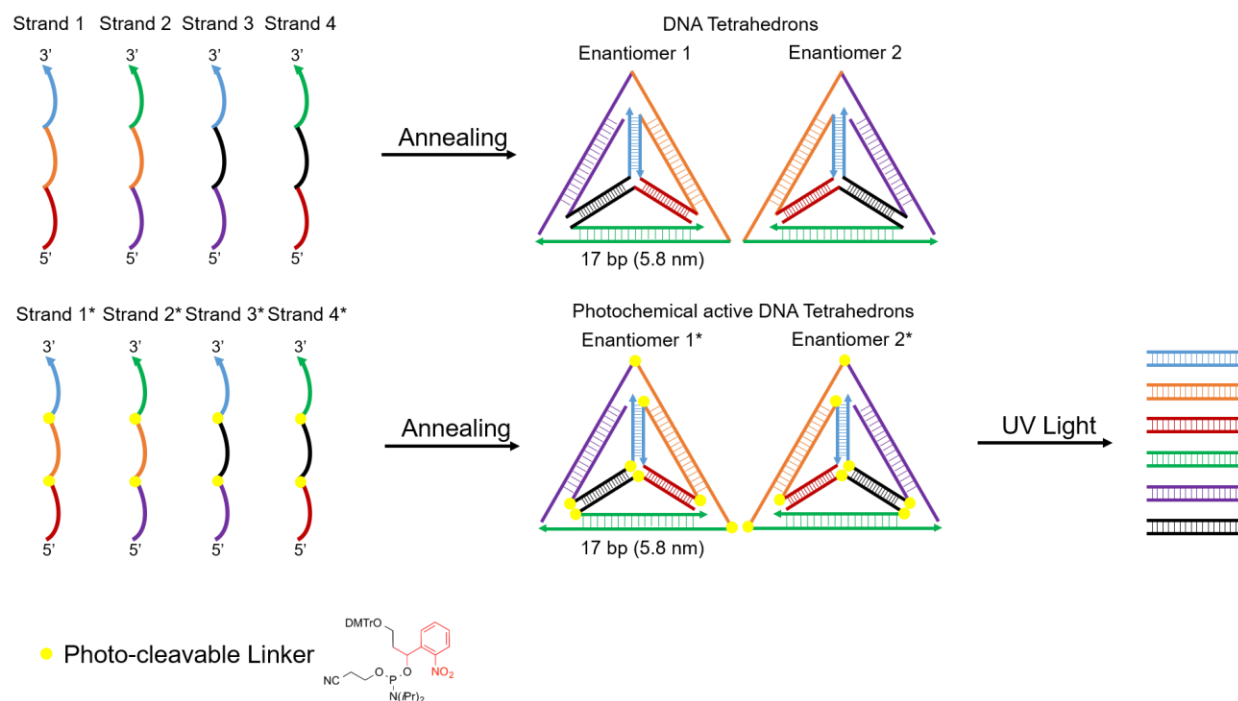 Strand 1 Strand 2 Strand 3 Strand 4
3’ 3’ 3’ 3’
5’ 5’ 5’ 5’
Annealing
DNA Tetrahedrons
Enantiomer 1 Enantiomer 2
17 bp (5.8 nm)
Strand 1* Strand 2* Strand 3* Strand 4*
3’ 3’ 3’ 3’
5’ 5’ 5’ 5’
Annealing
Photochemical active DNA Tetrahedrons
Enantiomer 1* Enantiomer 2*
17 bp (5.8 nm)
UV Light
Photo-cleavable Linker
DMTrO
NO2
O O
NC P
N(iPr)2